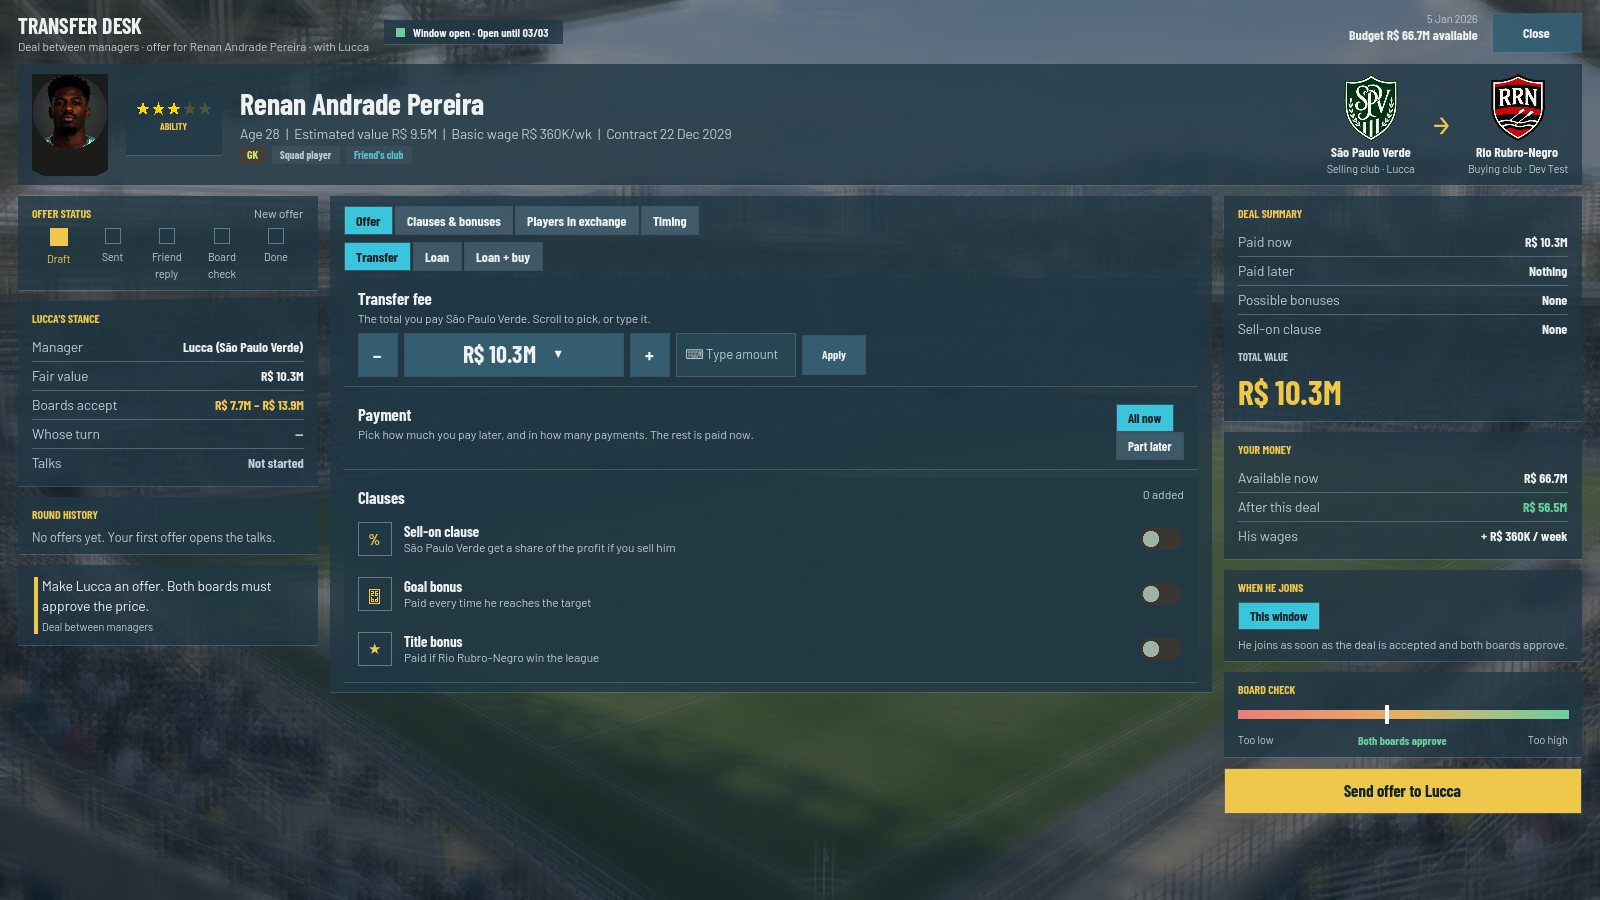 TRANSFER DESK
Deal between managers · offer for Renan Andrade Pereira · with Lucca
Window open · Open until 03/03
5 Jan 2026
Budget R$ 66.7M available
Close
ABILITY
Renan Andrade Pereira
Age 28 | Estimated value R$ 9.5M | Basic wage R$ 360K/wk | Contract 22 Dec 2029
GK
Squad player
Friend's club
SPV
São Paulo Verde
Selling club · Lucca
→
RRN
Rio Rubro-Negro
Buying club · Dev Test
OFFER STATUS
New offer
Draft
Sent
Friend reply
Board check
Done
LUCCA'S STANCE
Manager Lucca (São Paulo Verde)
Fair value R$ 10.3M
Boards accept R$ 7.7M – R$ 13.9M
Whose turn –
Talks Not started
ROUND HISTORY
No offers yet. Your first offer opens the talks.
Make Lucca an offer. Both boards must
approve the price.
Deal between managers
Offer
Clauses & bonuses
Players in exchange
Timing
Transfer
Loan
Loan + buy
Transfer fee
The total you pay São Paulo Verde. Scroll to pick, or type it.
–
R$ 10.3M ▼
+
Type amount
Apply
Payment
Pick how much you pay later, and in how many payments. The rest is paid now.
All now
Part later
Clauses
0 added
%
Sell-on clause
São Paulo Verde get a share of the profit if you sell him
Goal bonus
Paid every time he reaches the target
Title bonus
Paid if Rio Rubro-Negro win the league
DEAL SUMMARY
Paid now R$ 10.3M
Paid later Nothing
Possible bonuses None
Sell-on clause None
TOTAL VALUE
R$ 10.3M
YOUR MONEY
Available now R$ 66.7M
After this deal R$ 56.5M
His wages + R$ 360K / week
WHEN HE JOINS
This window
He joins as soon as the deal is accepted and both boards approve.
BOARD CHECK
Too low
Both boards approve
Too high
Send offer to Lucca